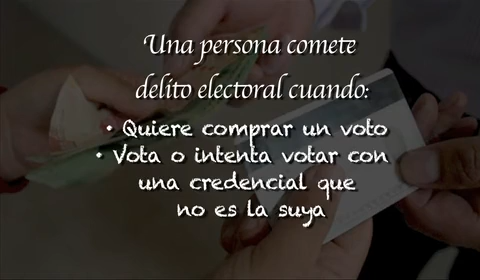 Una persona comete
delito electoral cuando:
• Quiere comprar un voto
• Vota o intenta votar con
una credencial que
no es la suya